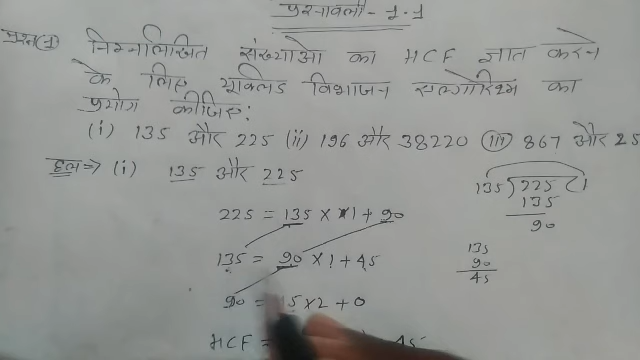 प्रश्नावली - 1.1
प्रश्न(1) निम्नलिखित संख्याओ का HCF ज्ञात करने
के लिए यूक्लिड विभाजन एल्गोरिथ्म का
प्रयोग कीजिए:
(i) 135 और 225 (ii) 196 और 38220 (iii) 867 और 25
हल⇒ (i) 135 और 225
225 = 135 × 1 + 90
135 = 90 × 1 + 45
90 = 45 × 2 + 0
HCF = 45
135) 225 (1
135
90
135
90
45